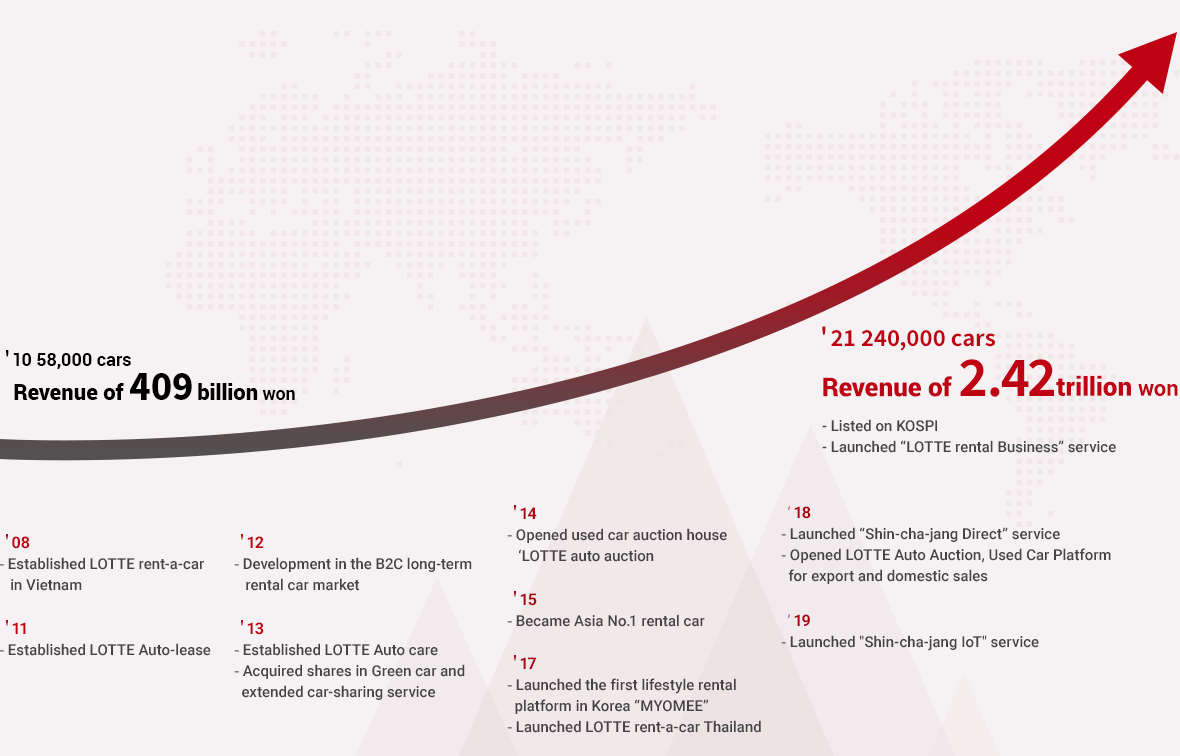 '10 58,000 cars
Revenue of 409 billion won
'21 240,000 cars
Revenue of 2.42 trillion won
- Listed on KOSPI
- Launched “LOTTE rental Business” service
'08
- Established LOTTE rent-a-car
in Vietnam
'11
- Established LOTTE Auto-lease
'12
- Development in the B2C long-term
rental car market
'13
- Established LOTTE Auto care
- Acquired shares in Green car and
extended car-sharing service
'14
- Opened used car auction house
‘LOTTE auto auction
'15
- Became Asia No.1 rental car
'17
- Launched the first lifestyle rental
platform in Korea “MYOMEE”
- Launched LOTTE rent-a-car Thailand
'18
- Launched “Shin-cha-jang Direct” service
- Opened LOTTE Auto Auction, Used Car Platform
for export and domestic sales
'19
- Launched "Shin-cha-jang IoT" service